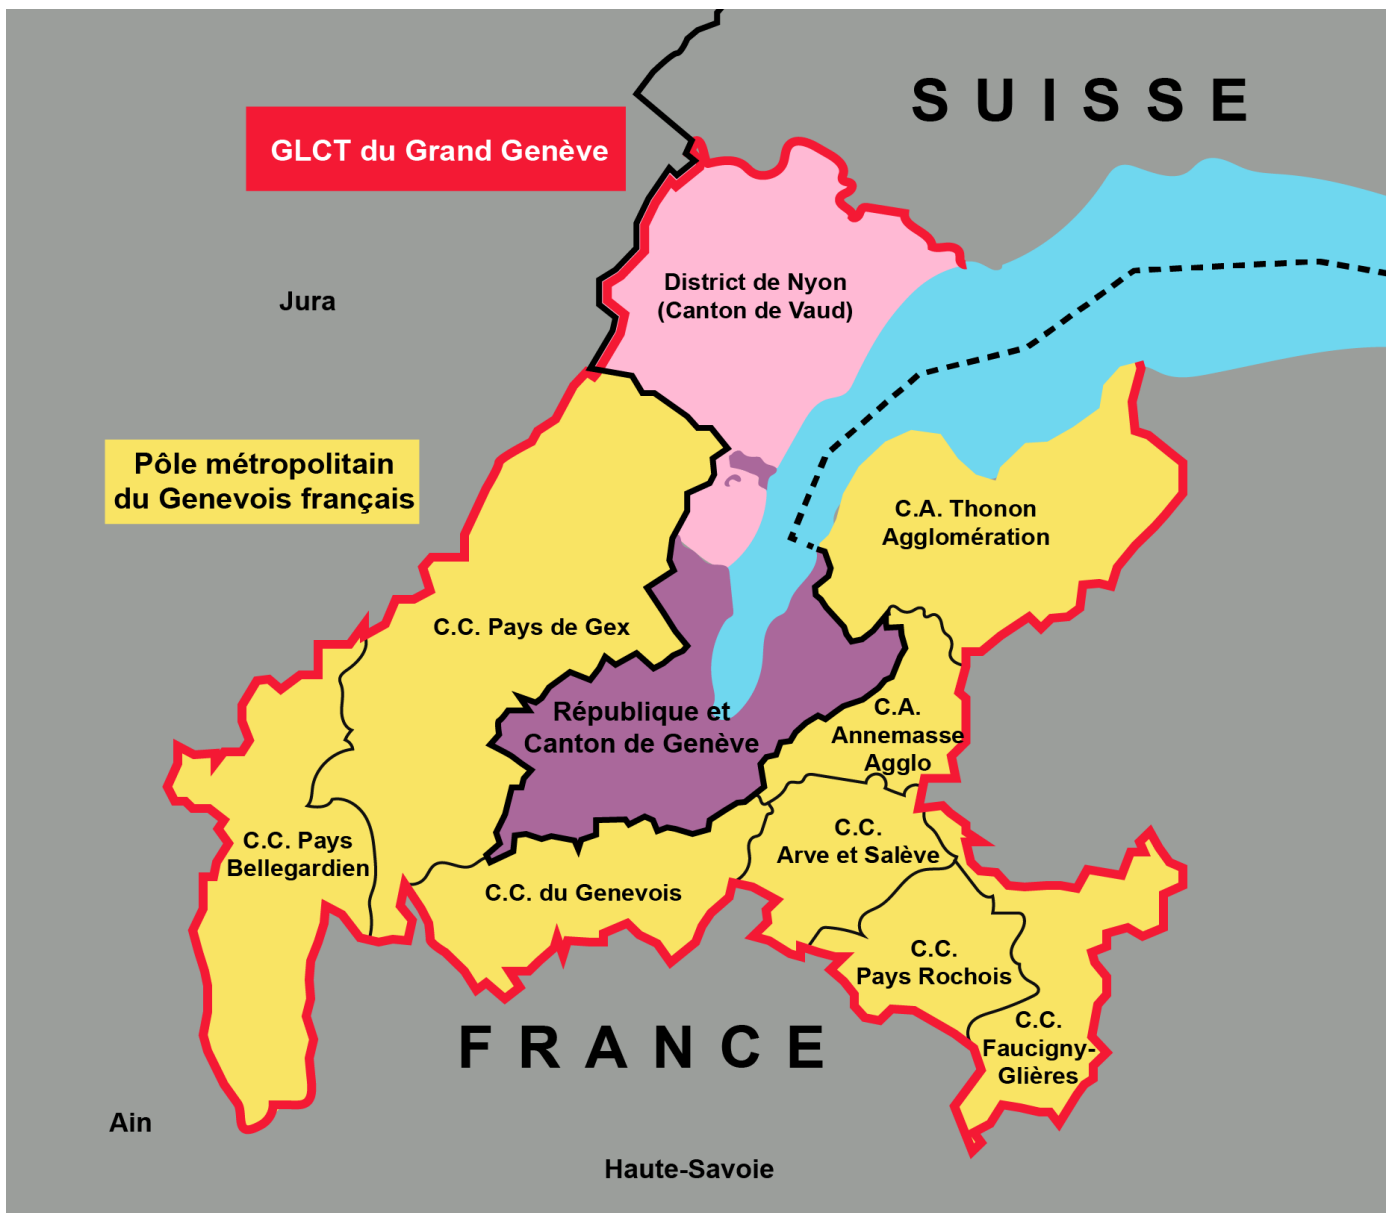 SUISSE
GLCT du Grand Genève
District de Nyon
(Canton de Vaud)
Jura
Pôle métropolitain
du Genevois français
C.A. Thonon
Agglomération
C.C. Pays de Gex
République et
Canton de Genève
C.A.
Annemasse
Agglo
C.C. Pays
Bellegardien
C.C.
Arve et Salève
C.C. du Genevois
C.C.
Pays Rochois
C.C.
Faucigny-
Glières
FRANCE
Ain
Haute-Savoie